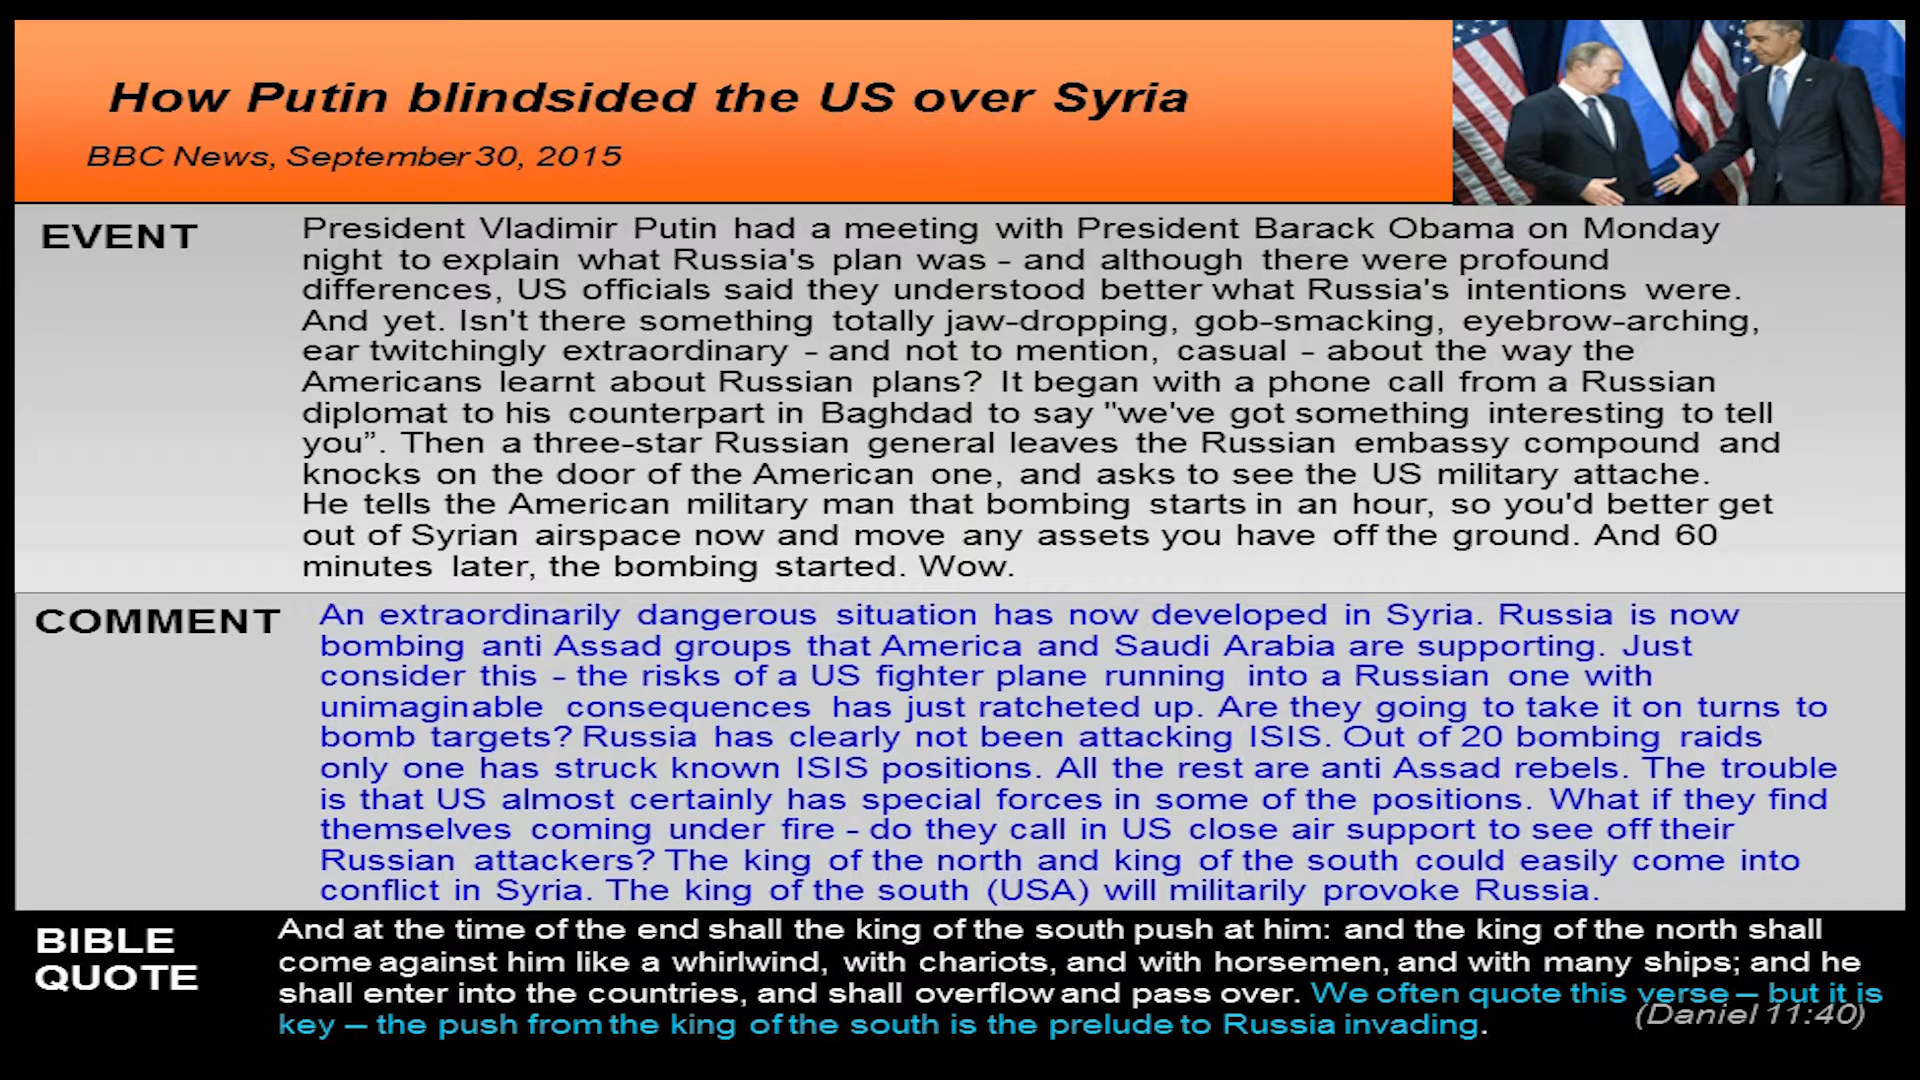 How Putin blindsided the US over Syria
BBC News, September 30, 2015
EVENT
President Vladimir Putin had a meeting with President Barack Obama on Monday
night to explain what Russia's plan was - and although there were profound
differences, US officials said they understood better what Russia's intentions were.
And yet. Isn't there something totally jaw-dropping, gob-smacking, eyebrow-arching,
ear twitchingly extraordinary - and not to mention, casual - about the way the
Americans learnt about Russian plans? It began with a phone call from a Russian
diplomat to his counterpart in Baghdad to say "we've got something interesting to tell
you”. Then a three-star Russian general leaves the Russian embassy compound and
knocks on the door of the American one, and asks to see the US military attache.
He tells the American military man that bombing starts in an hour, so you'd better get
out of Syrian airspace now and move any assets you have off the ground. And 60
minutes later, the bombing started. Wow.
COMMENT
An extraordinarily dangerous situation has now developed in Syria. Russia is now
bombing anti Assad groups that America and Saudi Arabia are supporting. Just
consider this - the risks of a US fighter plane running into a Russian one with
unimaginable consequences has just ratcheted up. Are they going to take it on turns to
bomb targets? Russia has clearly not been attacking ISIS. Out of 20 bombing raids
only one has struck known ISIS positions. All the rest are anti Assad rebels. The trouble
is that US almost certainly has special forces in some of the positions. What if they find
themselves coming under fire - do they call in US close air support to see off their
Russian attackers? The king of the north and king of the south could easily come into
conflict in Syria. The king of the south (USA) will militarily provoke Russia.
BIBLE
QUOTE
And at the time of the end shall the king of the south push at him: and the king of the north shall
come against him like a whirlwind, with chariots, and with horsemen, and with many ships; and he
shall enter into the countries, and shall overflow and pass over. We often quote this verse – but it is
key – the push from the king of the south is the prelude to Russia invading.
(Daniel 11:40)